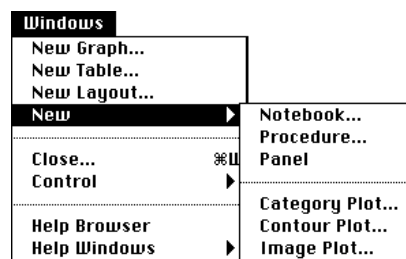 Windows
New Graph...
New Table...
New Layout...
New
Close...
Control
Help Browser
Help Windows
Notebook...
Procedure...
Panel
Category Plot...
Contour Plot...
Image Plot...